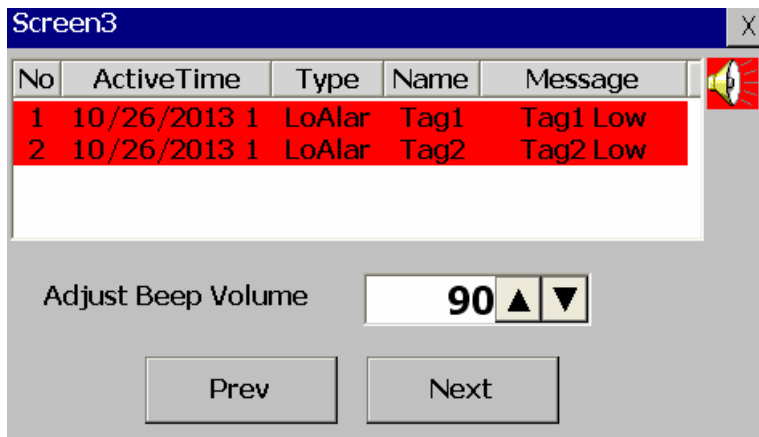 Screen3 X
No ActiveTime Type Name Message
1 10/26/2013 1 LoAlar Tag1 Tag1 Low
2 10/26/2013 1 LoAlar Tag2 Tag2 Low
Adjust Beep Volume 90 ▲ ▼
Prev Next